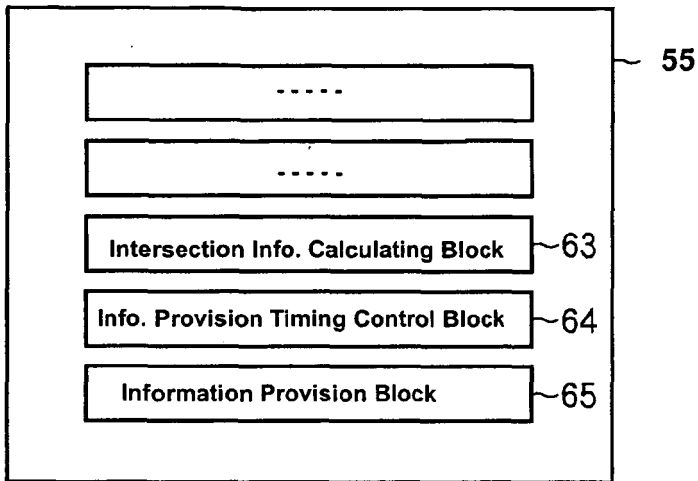 55
-----
-----
Intersection Info. Calculating Block 63
Info. Provision Timing Control Block 64
Information Provision Block 65